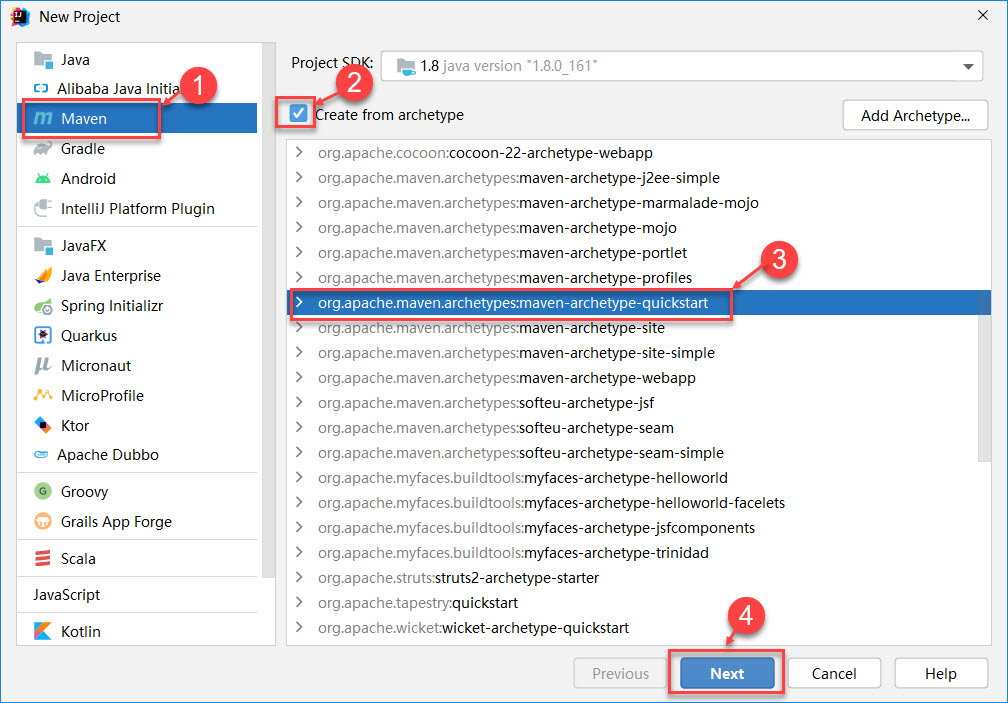 New Project
Java
Alibaba Java Initia
Maven
Gradle
Android
IntelliJ Platform Plugin
JavaFX
Java Enterprise
Spring Initializr
Quarkus
Micronaut
MicroProfile
Ktor
Apache Dubbo
Groovy
Grails App Forge
Scala
JavaScript
Kotlin
1
Project SDK: 1.8 java version "1.8.0_161"
2
Create from archetype
Add Archetype...
org.apache.cocoon:cocoon-22-archetype-webapp
org.apache.maven.archetypes:maven-archetype-j2ee-simple
org.apache.maven.archetypes:maven-archetype-marmalade-mojo
org.apache.maven.archetypes:maven-archetype-mojo
org.apache.maven.archetypes:maven-archetype-portlet
org.apache.maven.archetypes:maven-archetype-profiles
3
org.apache.maven.archetypes:maven-archetype-quickstart
org.apache.maven.archetypes:maven-archetype-site
org.apache.maven.archetypes:maven-archetype-site-simple
org.apache.maven.archetypes:maven-archetype-webapp
org.apache.maven.archetypes:softeu-archetype-jsf
org.apache.maven.archetypes:softeu-archetype-seam
org.apache.maven.archetypes:softeu-archetype-seam-simple
org.apache.myfaces.buildtools:myfaces-archetype-helloworld
org.apache.myfaces.buildtools:myfaces-archetype-helloworld-facelets
org.apache.myfaces.buildtools:myfaces-archetype-jsfcomponents
org.apache.myfaces.buildtools:myfaces-archetype-trinidad
org.apache.struts:struts2-archetype-starter
org.apache.tapestry:quickstart
org.apache.wicket:wicket-archetype-quickstart
4
Previous
Next
Cancel
Help